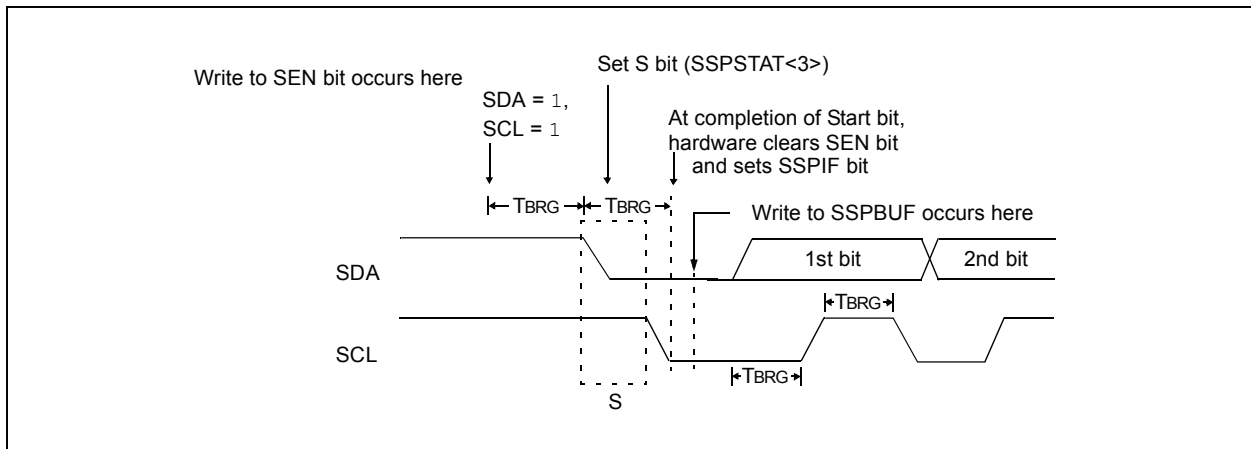 Set S bit (SSPSTAT<3>)
Write to SEN bit occurs here
SDA = 1,
SCL = 1
At completion of Start bit,
hardware clears SEN bit
and sets SSPIF bit
TBRG
TBRG
Write to SSPBUF occurs here
SDA
1st bit
2nd bit
TBRG
SCL
TBRG
S